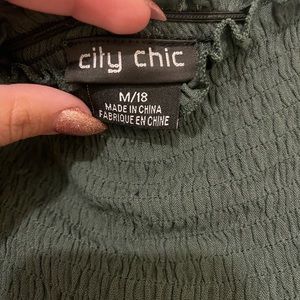 city chic
M/18
MADE IN CHINA
FABRIQUE EN CHINE